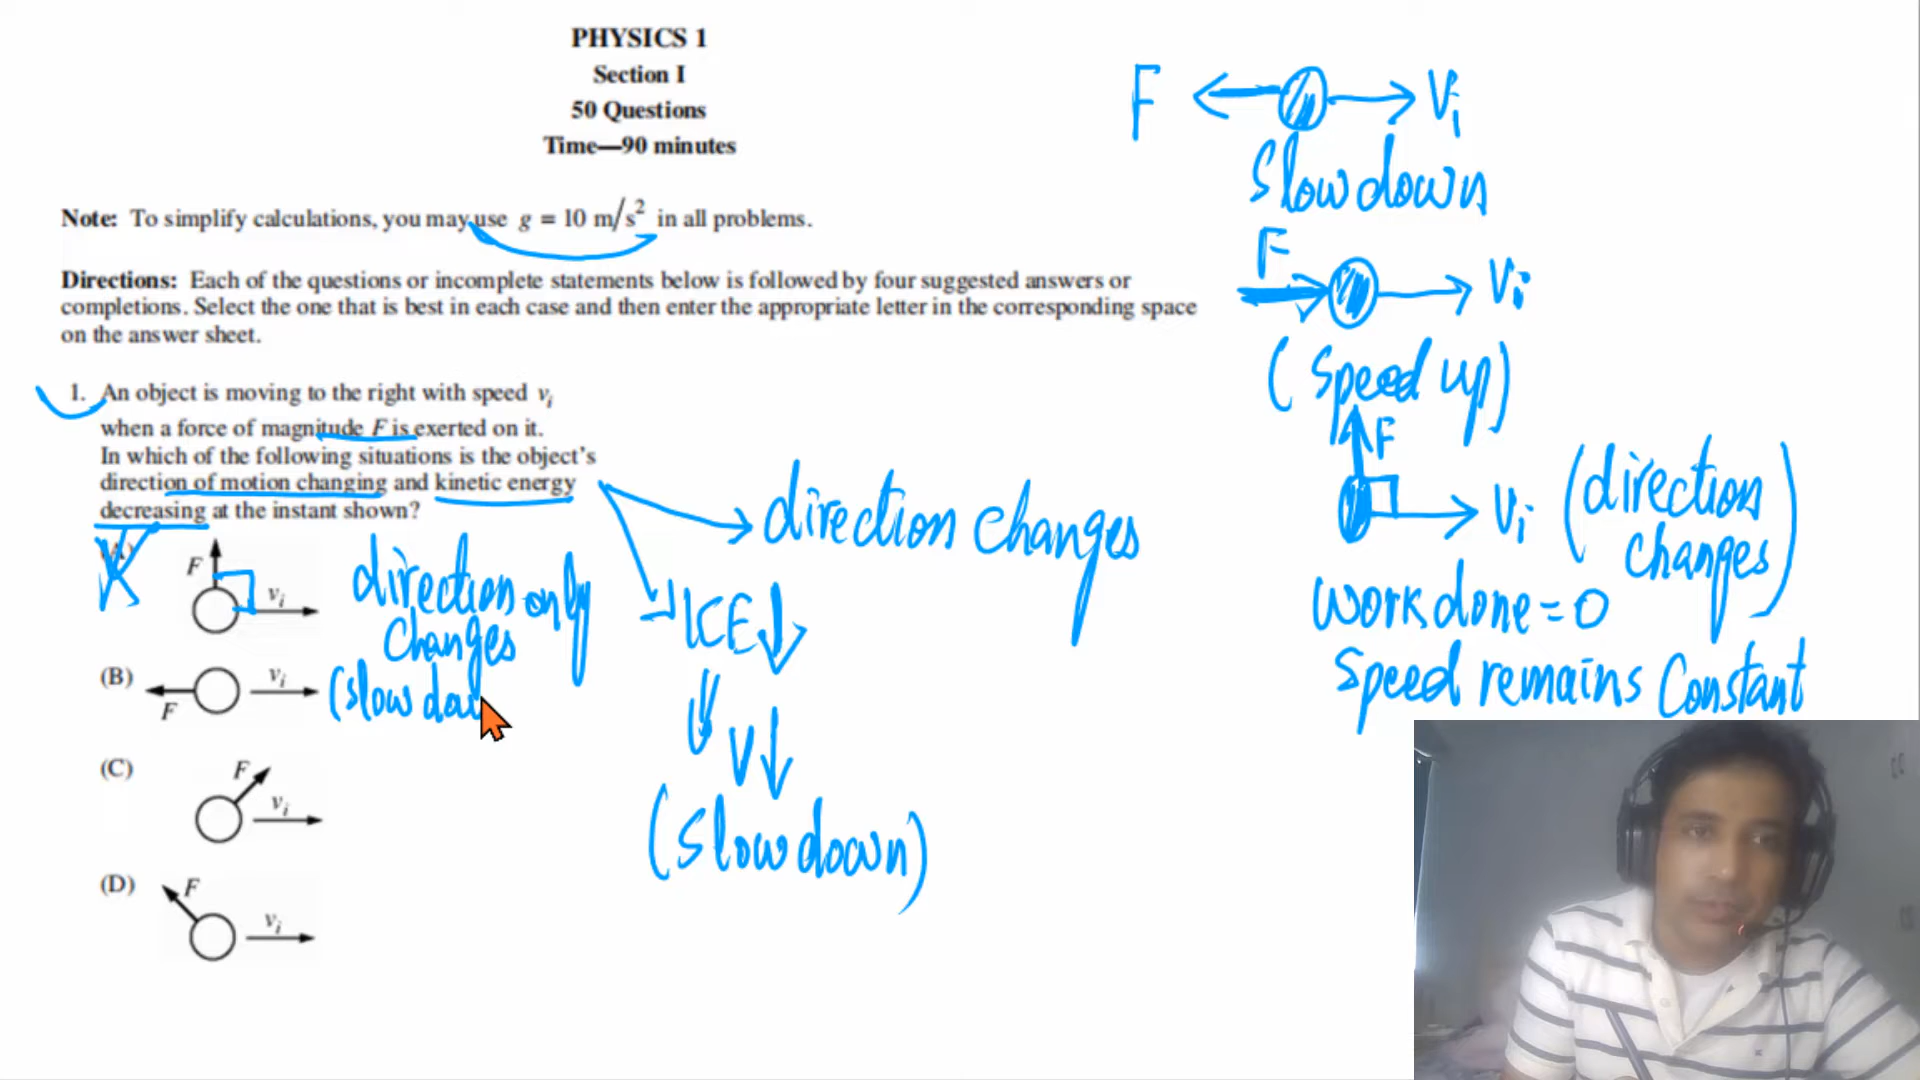 PHYSICS 1
Section I
50 Questions
Time—90 minutes
Note: To simplify calculations, you may use g = 10 m/s² in all problems.
Directions: Each of the questions or incomplete statements below is followed by four suggested answers or
completions. Select the one that is best in each case and then enter the appropriate letter in the corresponding space
on the answer sheet.
1. An object is moving to the right with speed vᵢ
when a force of magnitude F is exerted on it.
In which of the following situations is the object's
direction of motion changing and kinetic energy
decreasing at the instant shown?
(A)
F
vᵢ
direction only
changes
(B)
F
vᵢ
(slow
(C)
F
vᵢ
(D)
F
vᵢ
direction changes
KE↓
V↓
(Slow down)
F
Vᵢ
Slow down
F
Vᵢ
(Speed up)
F
Vᵢ
(direction
changes)
work done = 0
Speed remains Constant